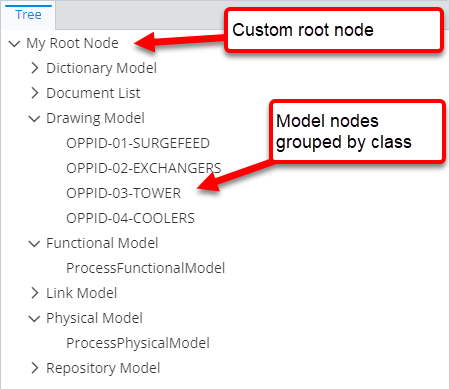 Tree
Custom root node
My Root Node
Dictionary Model
Document List
Drawing Model
Model nodes
grouped by class
OPPID-01-SURGEFEED
OPPID-02-EXCHANGERS
OPPID-03-TOWER
OPPID-04-COOLERS
Functional Model
ProcessFunctionalModel
Link Model
Physical Model
ProcessPhysicalModel
Repository Model